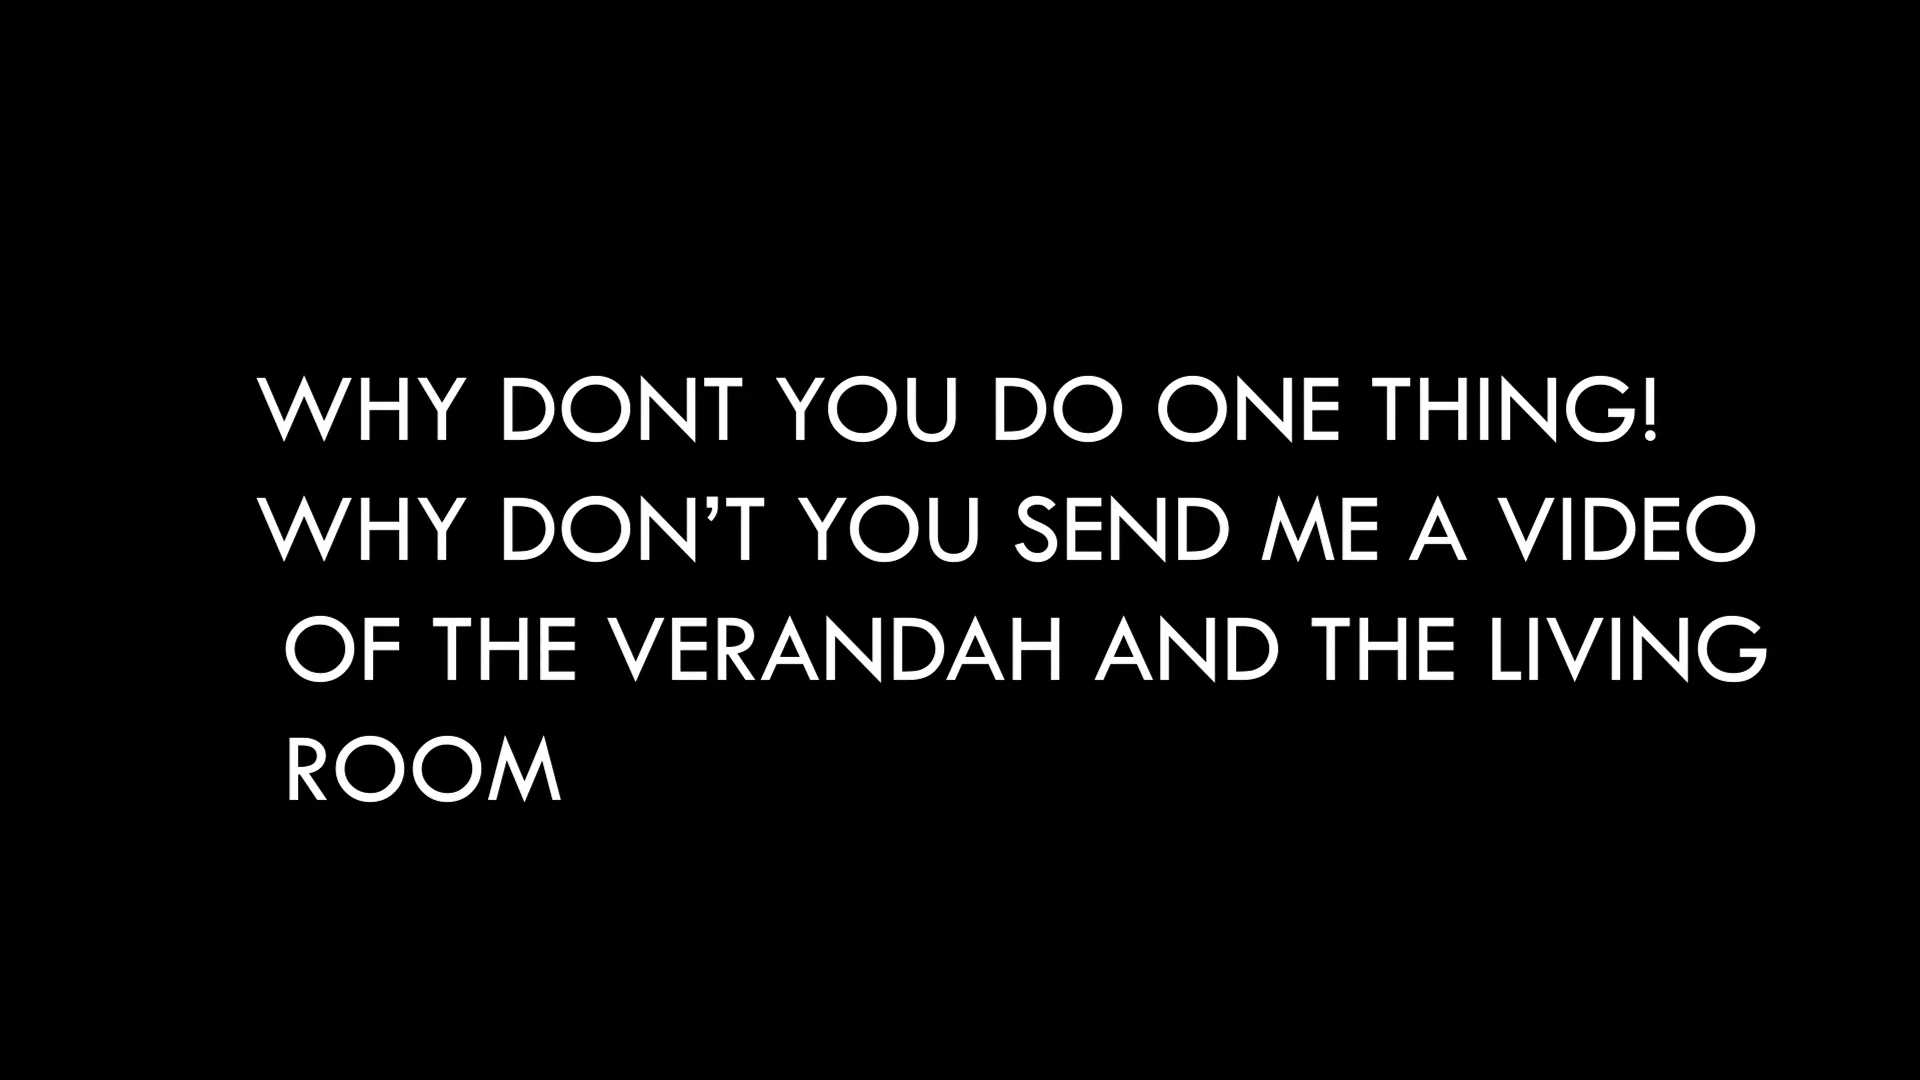 WHY DONT YOU DO ONE THING!
WHY DON’T YOU SEND ME A VIDEO
OF THE VERANDAH AND THE LIVING
ROOM